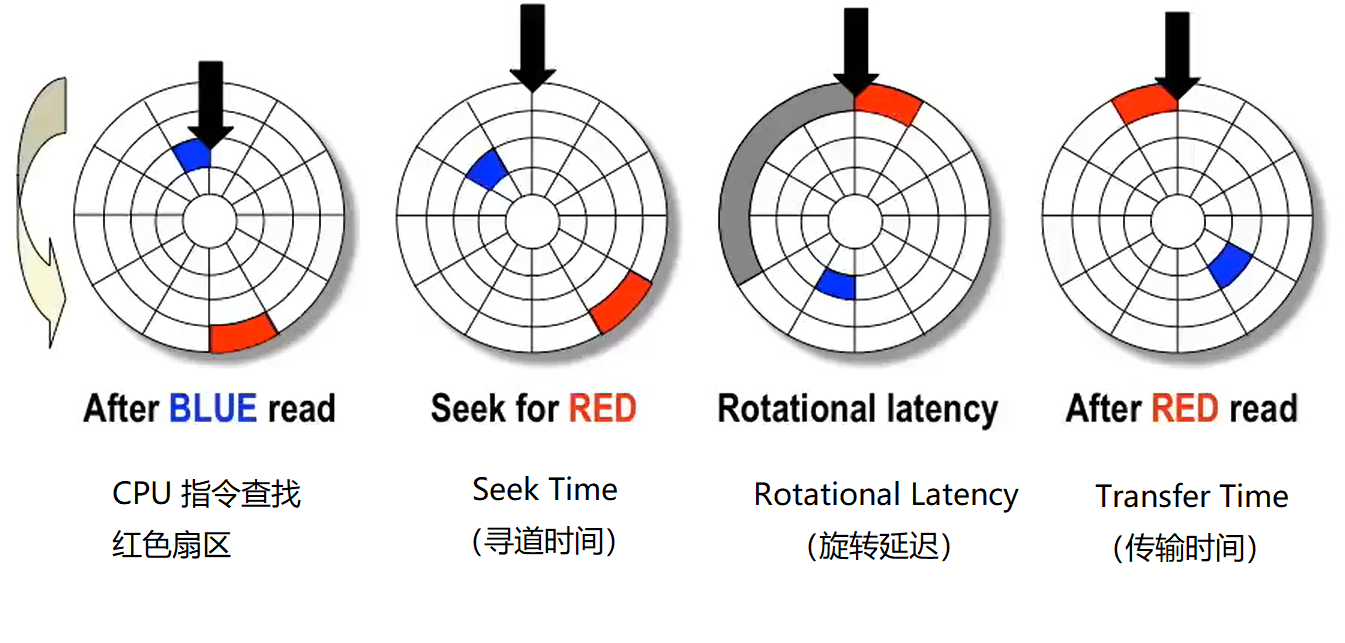 After BLUE read
Seek for RED
Rotational latency
After RED read
CPU 指令查找
红色扇区
Seek Time
（寻道时间）
Rotational Latency
（旋转延迟）
Transfer Time
（传输时间）